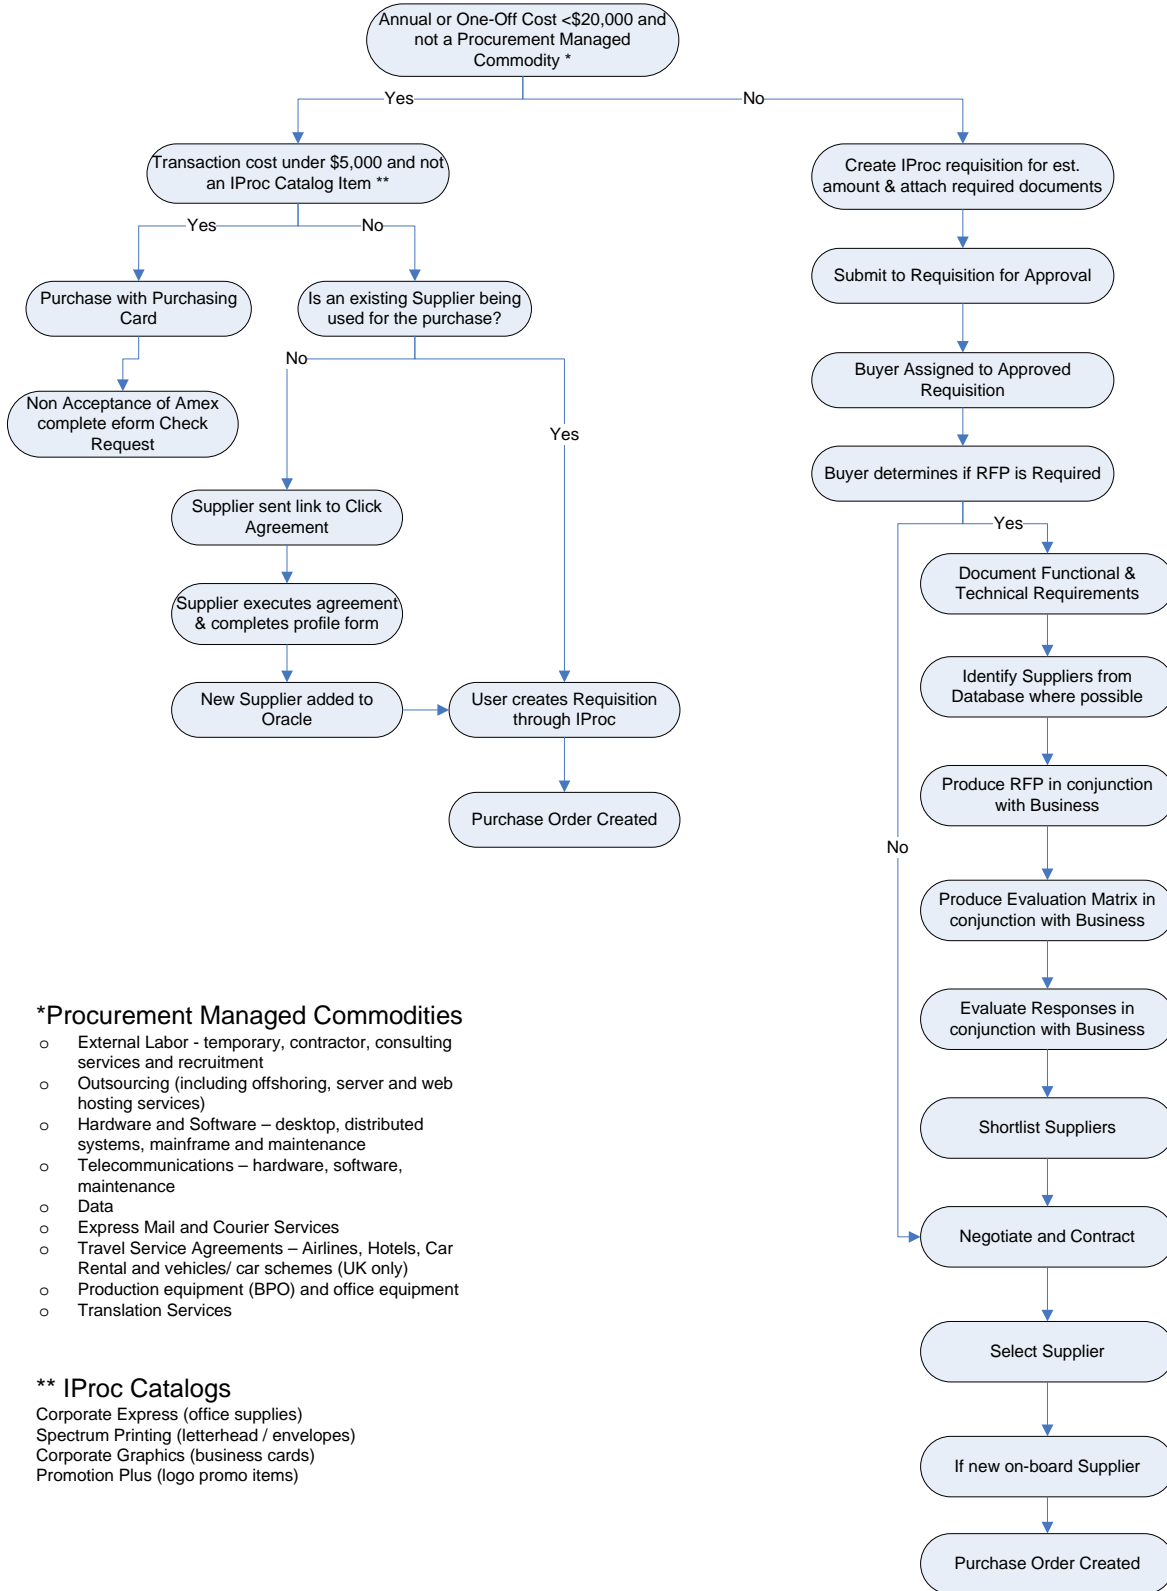 Annual or One-Off Cost <$20,000 and
not a Procurement Managed
Commodity *
Yes
No
Transaction cost under $5,000 and not
an IProc Catalog Item **
Yes
No
Purchase with Purchasing
Card
Non Acceptance of Amex
complete eform Check
Request
Is an existing Supplier being
used for the purchase?
No
Yes
Supplier sent link to Click
Agreement
Supplier executes agreement
& completes profile form
New Supplier added to
Oracle
User creates Requisition
through IProc
Purchase Order Created
Create IProc requisition for est.
amount & attach required documents
Submit to Requisition for Approval
Buyer Assigned to Approved
Requisition
Buyer determines if RFP is Required
Yes
No
Document Functional &
Technical Requirements
Identify Suppliers from
Database where possible
Produce RFP in conjunction
with Business
Produce Evaluation Matrix in
conjunction with Business
Evaluate Responses in
conjunction with Business
Shortlist Suppliers
Negotiate and Contract
Select Supplier
If new on-board Supplier
Purchase Order Created
*Procurement Managed Commodities
o External Labor - temporary, contractor, consulting
services and recruitment
o Outsourcing (including offshoring, server and web
hosting services)
o Hardware and Software – desktop, distributed
systems, mainframe and maintenance
o Telecommunications – hardware, software,
maintenance
o Data
o Express Mail and Courier Services
o Travel Service Agreements – Airlines, Hotels, Car
Rental and vehicles/ car schemes (UK only)
o Production equipment (BPO) and office equipment
o Translation Services
** IProc Catalogs
Corporate Express (office supplies)
Spectrum Printing (letterhead / envelopes)
Corporate Graphics (business cards)
Promotion Plus (logo promo items)